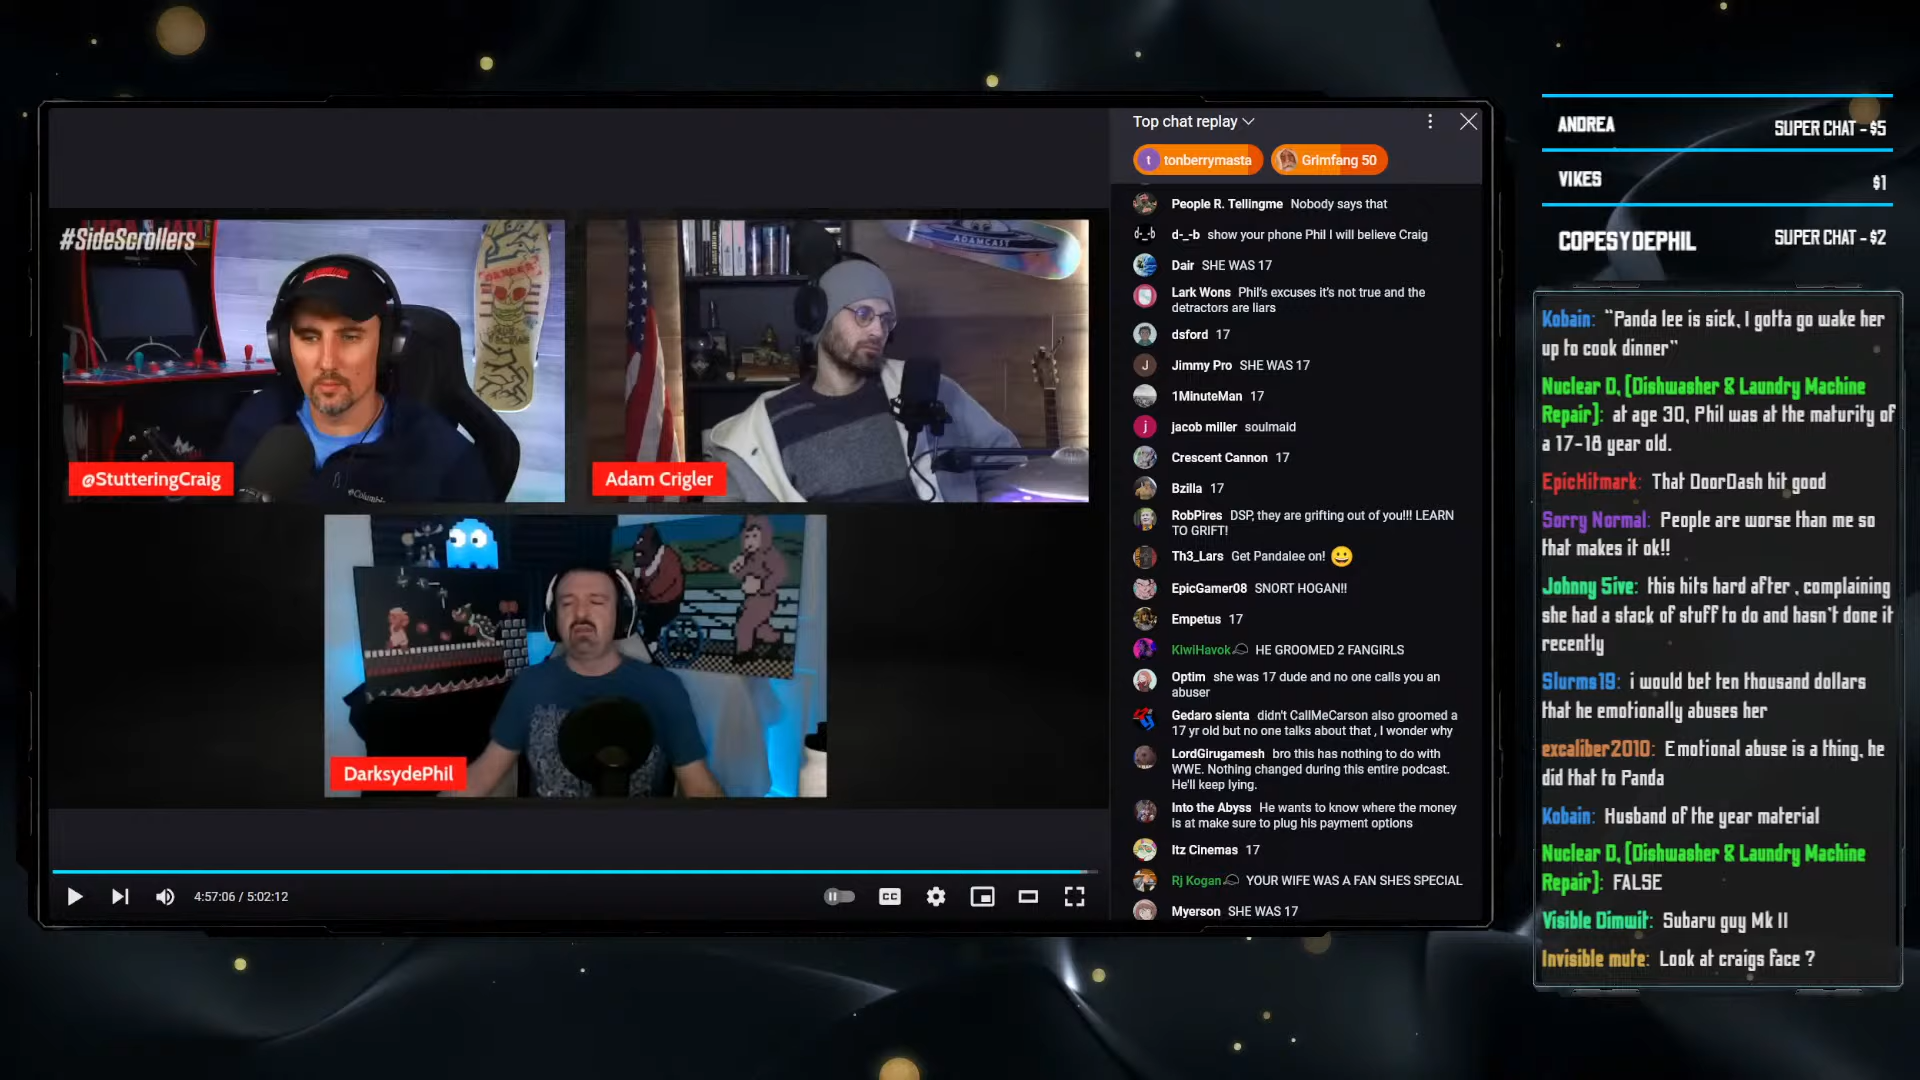 #SideScrollers
@StutteringCraig
ADAMCAST
Adam Crigler
DarksydePhil
4:57:06 / 5:02:12
CC
Top chat replay
t tonberrymasta
Grimfang 50
People R. Tellingme Nobody says that
d-_-b show your phone Phil I will believe Craig
Dair SHE WAS 17
Lark Wons Phil's excuses it's not true and the
detractors are liars
dsford 17
J Jimmy Pro SHE WAS 17
1MinuteMan 17
j jacob miller soulmaid
Crescent Cannon 17
Bzilla 17
RobPires DSP, they are grifting out of you!!! LEARN
TO GRIFT!
Th3_Lars Get Pandalee on! 😀
EpicGamer08 SNORT HOGAN!!
Empetus 17
KiwiHavok HE GROOMED 2 FANGIRLS
Optim she was 17 dude and no one calls you an
abuser
Gedaro sienta didn't CallMeCarson also groomed a
17 yr old but no one talks about that , I wonder why
LordGirugamesh bro this has nothing to do with
WWE. Nothing changed during this entire podcast.
He'll keep lying.
Into the Abyss He wants to know where the money
is at make sure to plug his payment options
Itz Cinemas 17
Rj Kogan YOUR WIFE WAS A FAN SHES SPECIAL
Myerson SHE WAS 17
ANDREA SUPER CHAT - $5
VIKES $1
COPESYDEPHIL SUPER CHAT - $2
Kobain: “Panda lee is sick, I gotta go wake her
up to cook dinner”
Nuclear D, [Dishwasher & Laundry Machine
Repair]: at age 30, Phil was at the maturity of
a 17-18 year old.
EpicHitmark: That DoorDash hit good
Sorry Normal: People are worse than me so
that makes it ok!!
Johnny 5ive: this hits hard after , complaining
she had a stack of stuff to do and hasn't done it
recently
Slurms19: i would bet ten thousand dollars
that he emotionally abuses her
excaliber2010: Emotional abuse is a thing, he
did that to Panda
Kobain: Husband of the year material
Nuclear D, [Dishwasher & Laundry Machine
Repair]: FALSE
Visible Dimwit: Subaru guy Mk II
Invisible mute: Look at craigs face ?